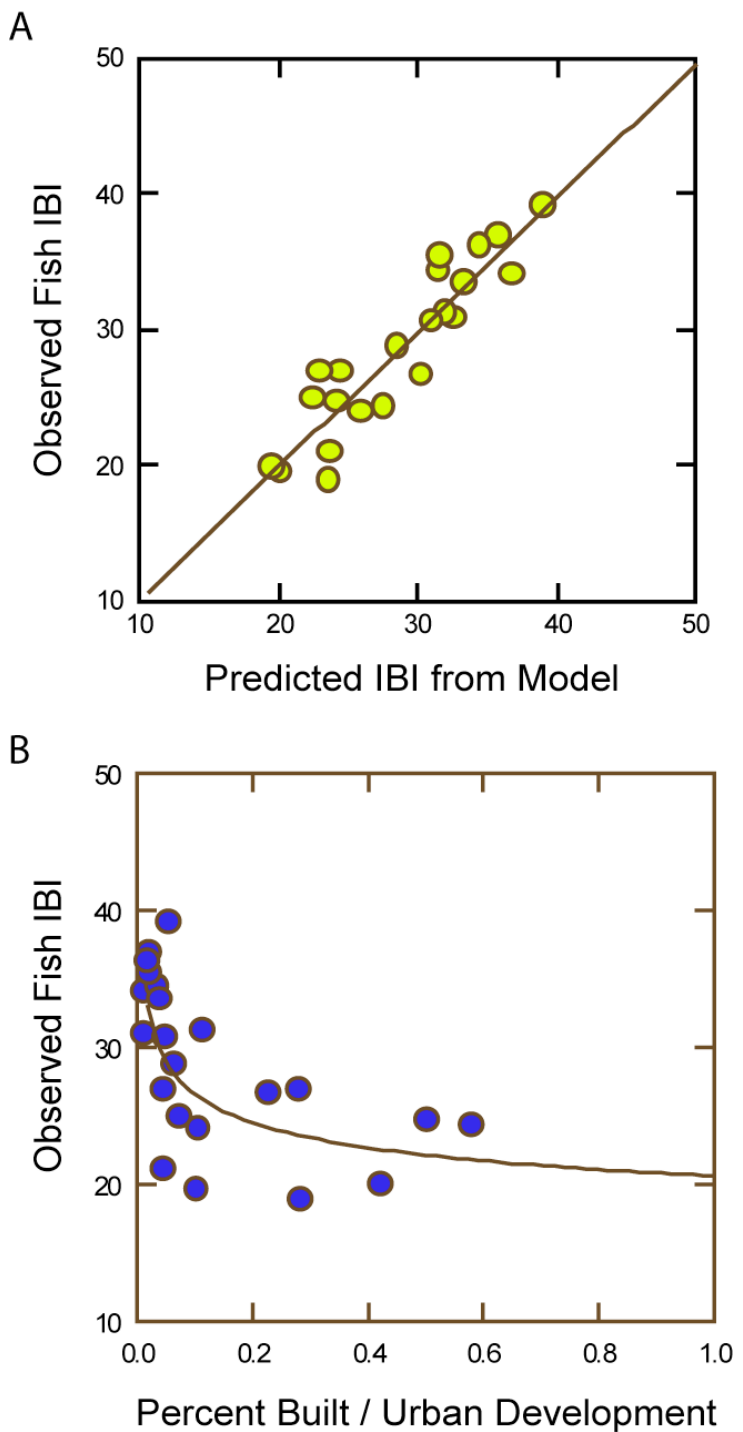 A
50
40
30
20
10
Observed Fish IBI
10 20 30 40 50
Predicted IBI from Model
B
50
40
30
20
10
Observed Fish IBI
0.0 0.2 0.4 0.6 0.8 1.0
Percent Built / Urban Development